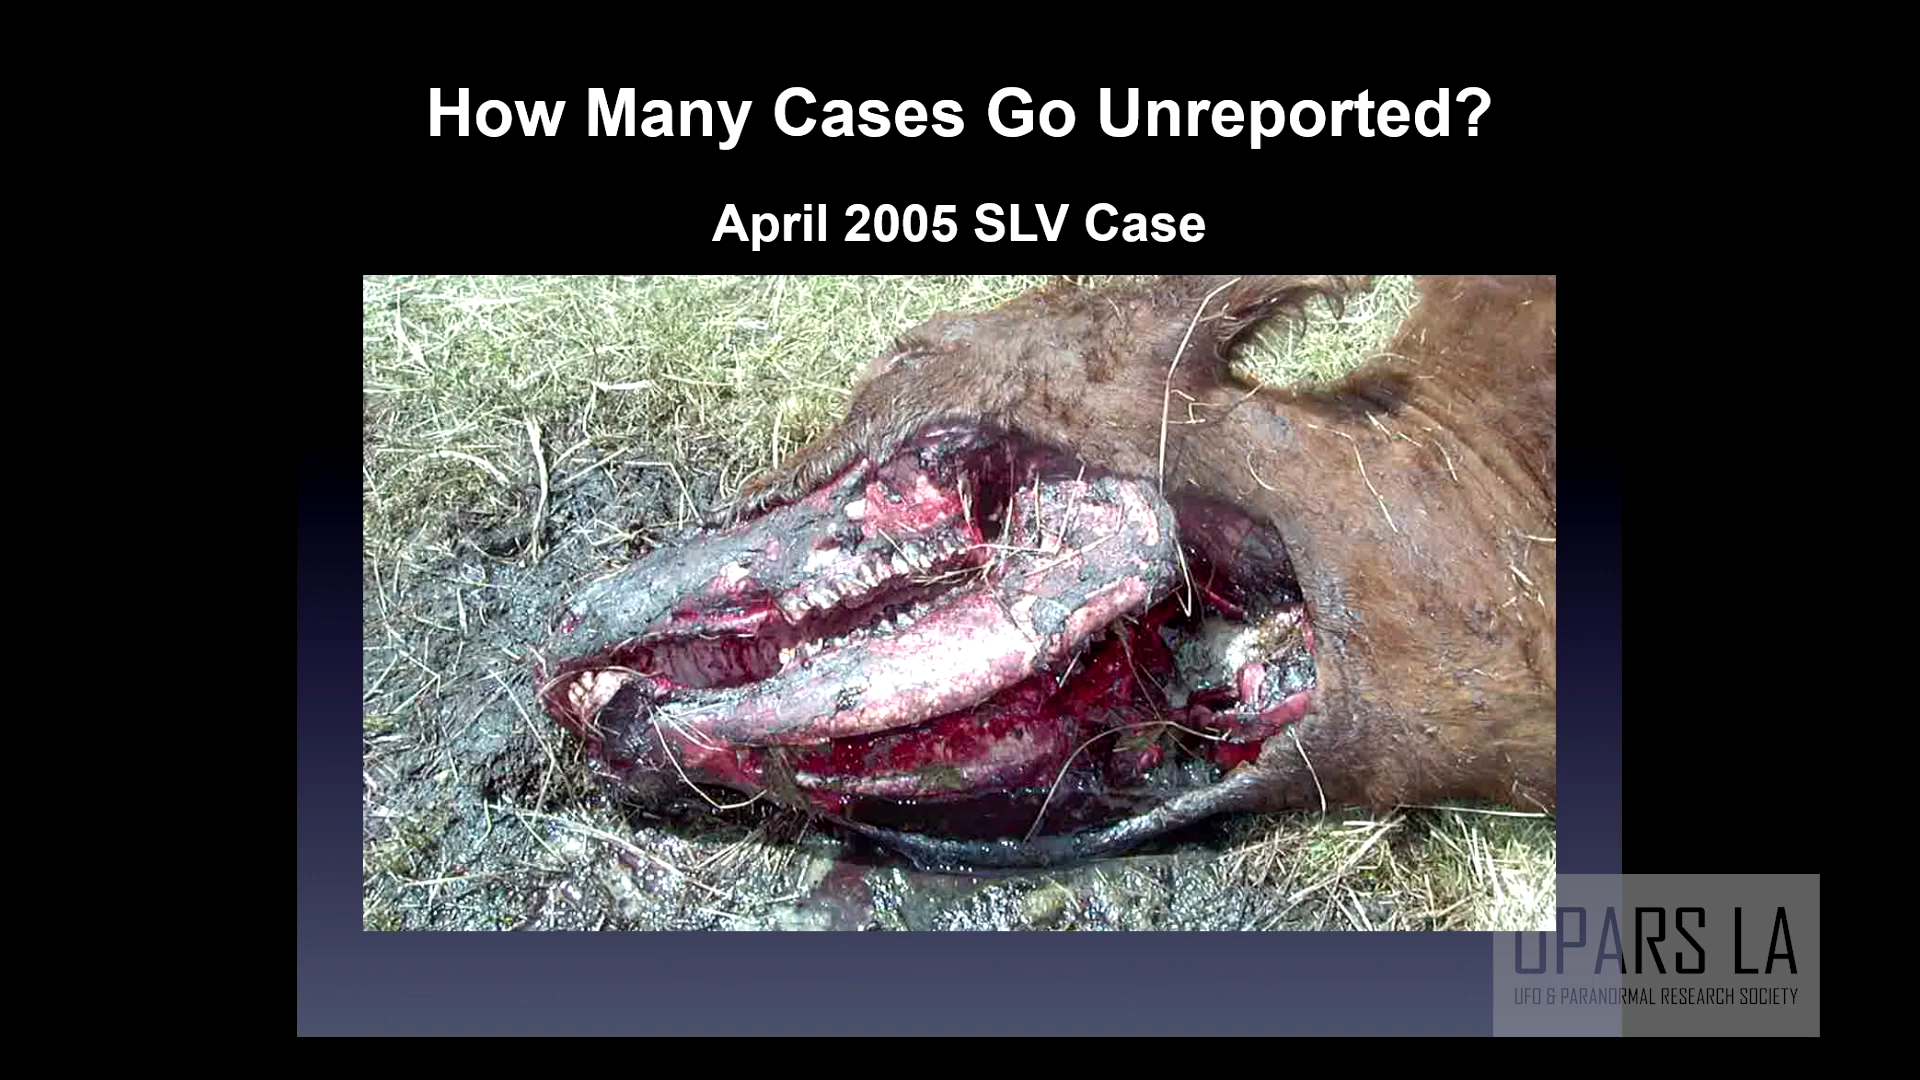 How Many Cases Go Unreported?
April 2005 SLV Case
UPARS LA
UFO & PARANORMAL RESEARCH SOCIETY